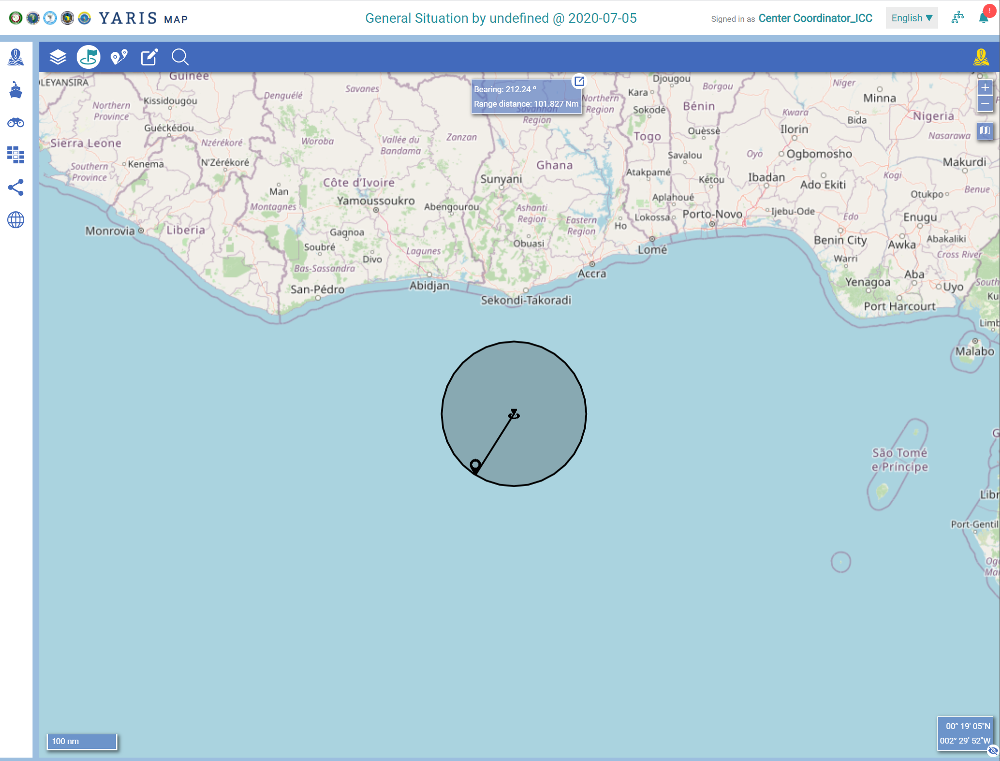 YARIS MAP
General Situation by undefined @ 2020-07-05
Signed in as Center Coordinator_ICC
English ▼
!
Bearing: 212.24 º
Range distance: 101.827 Nm
+
−
Guinée
Kissidougou
Northern
Province
Guéckédou
Sierra Leone
Southern
Province
Kenema
Nzérékoré
N'Zérékoré
Monrovia
Liberia
Denguélé
Savanes
Woroba
Vallée du
Bandama
Zanzan
Côte d'Ivoire
Man
Montagnes
Yamoussoukro
Abengourou
Gagnoa
Soubré
Divo
Lagunes
Bas-Sassandra
San-Pédro
Abidjan
Savannah
Region
Northern
Region
Ghana
Sunyani
Ashanti
Region
Eastern
Region
Obuasi
Ho
Accra
Sekondi-Takoradi
Djougou
Kara
Sokodé
Togo
Atakpamé
Lomé
Borgou
Bénin
Ouèssè
Savalou
Kétou
Aplahoué
Lokossa
Porto-Novo
Niger
Minna
Kwara
Bida
Nigeria
Ilorin
Nasarawa
Oyo
Ogbomosho
Makurdi
Ibadan
Ado Ekiti
Kogi
Benue
Otukpo
Ijebu-Ode
Edo
Enugu
Benin City
Awka
Abakaliki
Warri
Cross River
Yenagoa
Aba
Uyo
South
Ku
Port Harcourt
Limb
Malabo
São Tomé
e Príncipe
G
Libr
Port-Gentil
Ogo
Mar
100 nm
00° 19' 05"N
002° 29' 52"W